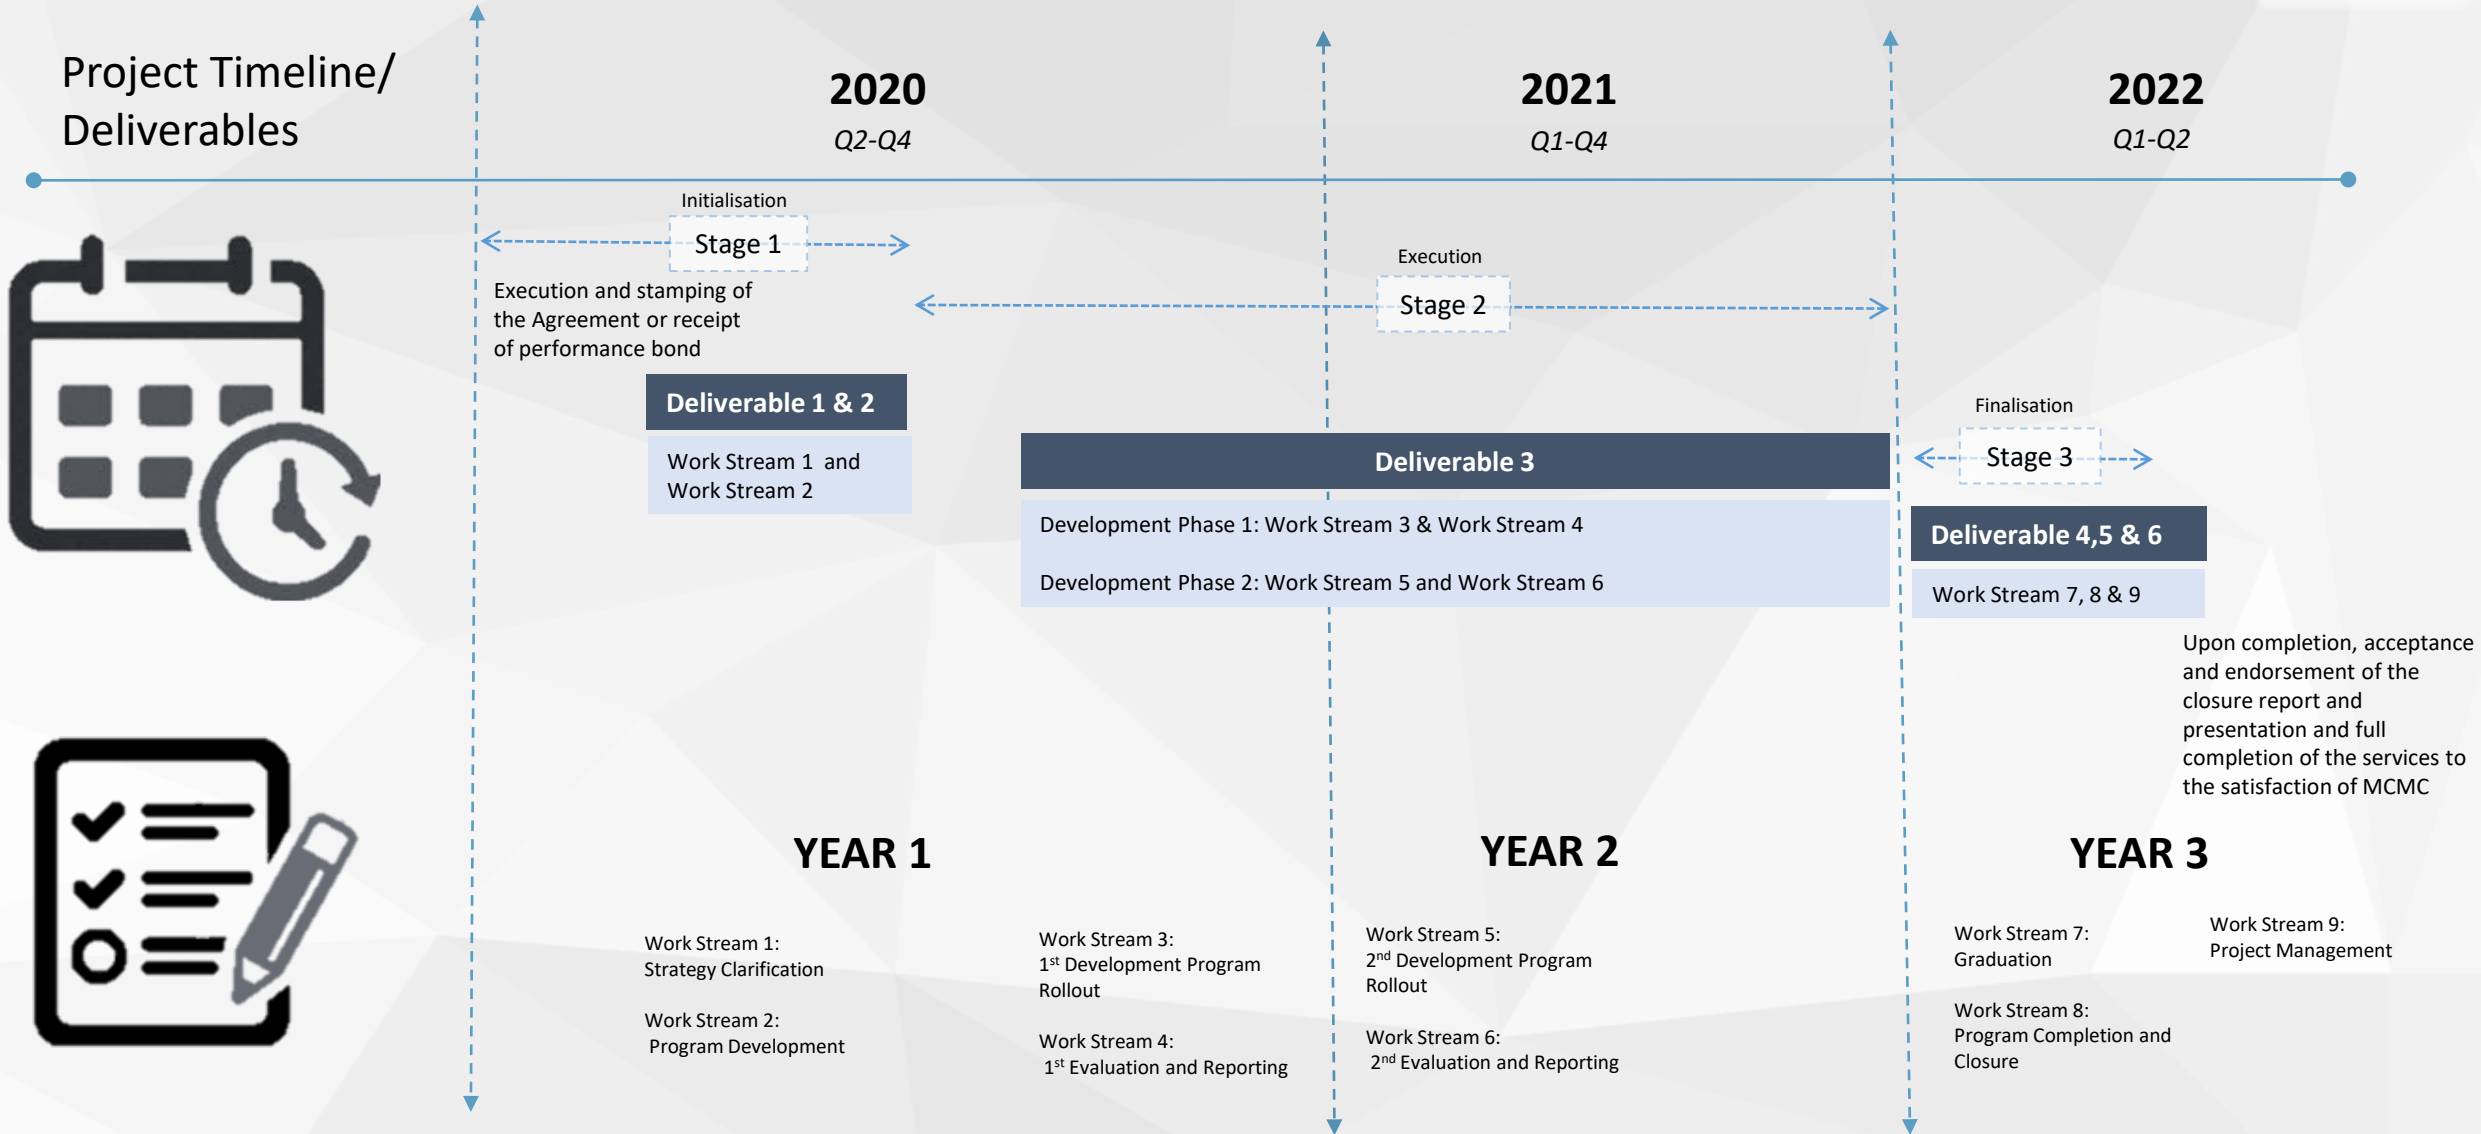 Project Timeline/
Deliverables
2020
Q2-Q4
2021
Q1-Q4
2022
Q1-Q2
Initialisation
Stage 1
Execution and stamping of
the Agreement or receipt
of performance bond
Deliverable 1 & 2
Work Stream 1 and
Work Stream 2
Execution
Stage 2
Deliverable 3
Development Phase 1: Work Stream 3 & Work Stream 4
Development Phase 2: Work Stream 5 and Work Stream 6
Finalisation
Stage 3
Deliverable 4,5 & 6
Work Stream 7, 8 & 9
Upon completion, acceptance
and endorsement of the
closure report and
presentation and full
completion of the services to
the satisfaction of MCMC
YEAR 1
Work Stream 1:
Strategy Clarification
Work Stream 2:
Program Development
Work Stream 3:
1st Development Program
Rollout
Work Stream 4:
1st Evaluation and Reporting
YEAR 2
Work Stream 5:
2nd Development Program
Rollout
Work Stream 6:
2nd Evaluation and Reporting
YEAR 3
Work Stream 7:
Graduation
Work Stream 8:
Program Completion and
Closure
Work Stream 9:
Project Management